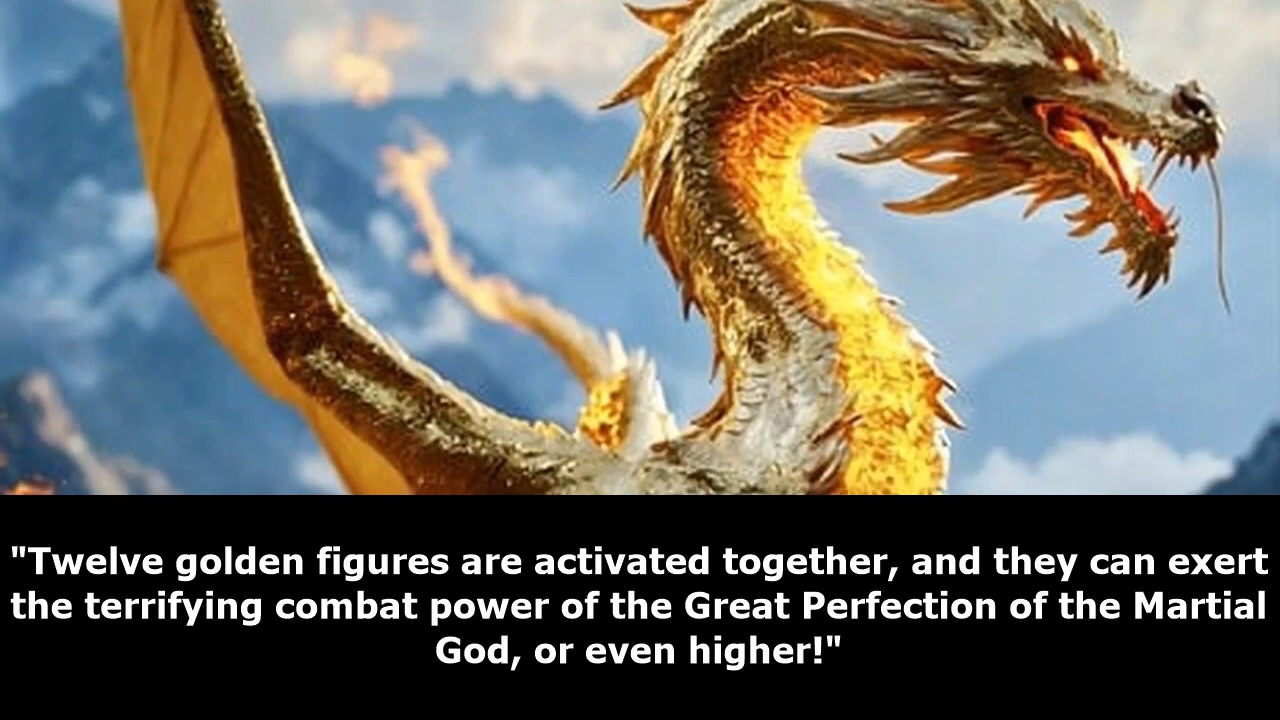 "Twelve golden figures are activated together, and they can exert
the terrifying combat power of the Great Perfection of the Martial
God, or even higher!"